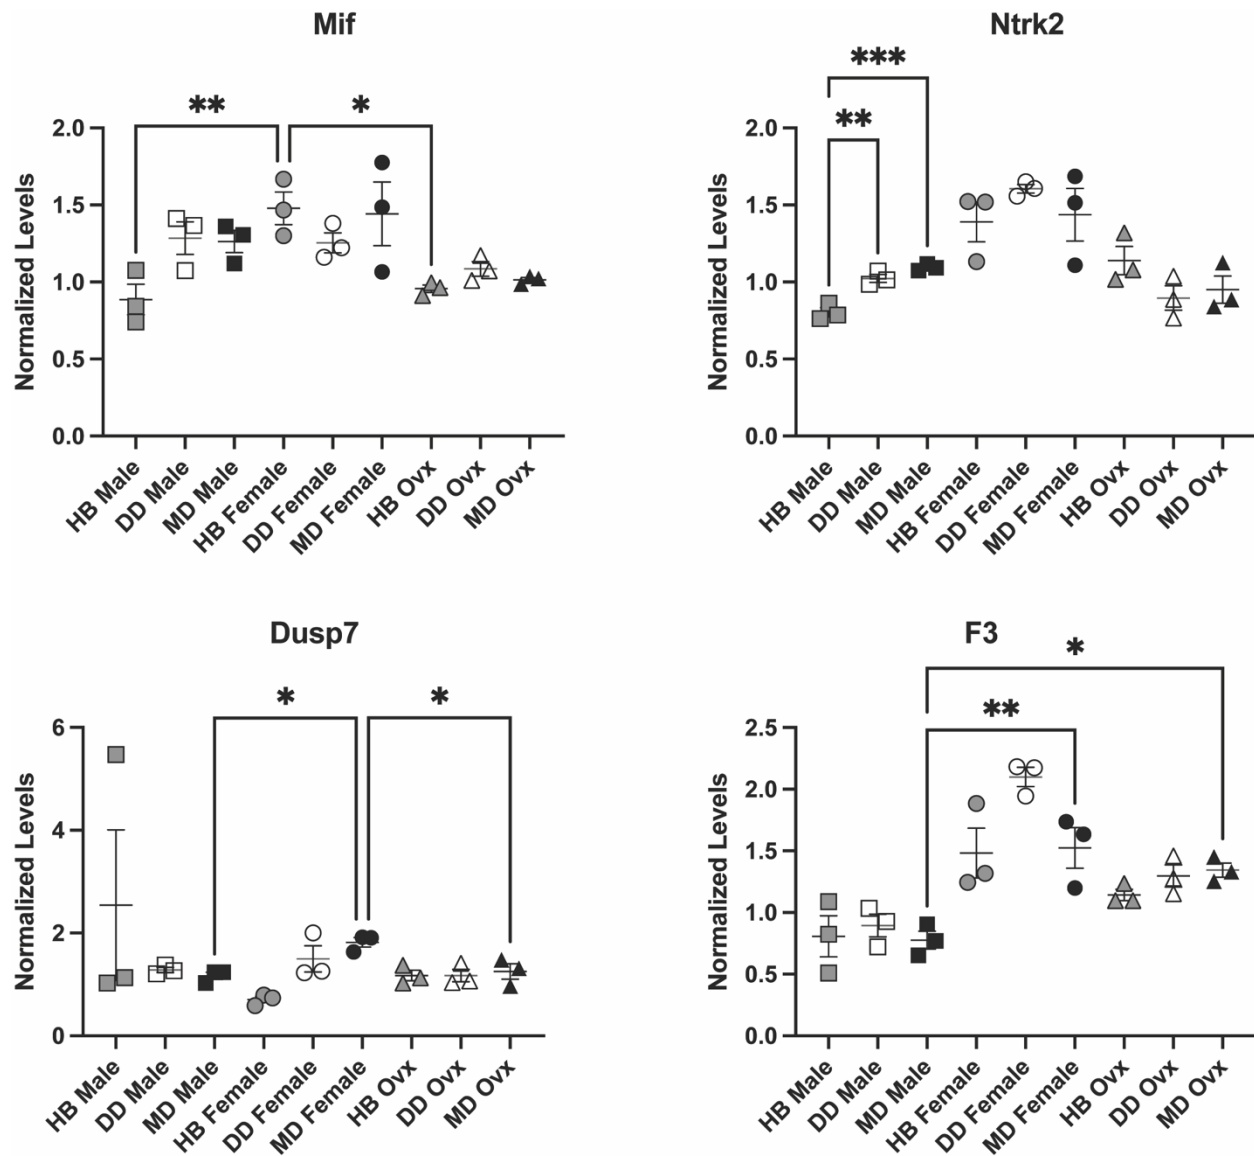 Mif
**
*
Normalized Levels
2.0
1.5
1.0
0.5
0.0
HB Male
DD Male
MD Male
HB Female
DD Female
MD Female
HB Ovx
DD Ovx
MD Ovx
Ntrk2
***
**
Normalized Levels
2.0
1.5
1.0
0.5
0.0
HB Male
DD Male
MD Male
HB Female
DD Female
MD Female
HB Ovx
DD Ovx
MD Ovx
Dusp7
*
*
Normalized Levels
6
4
2
0
HB Male
DD Male
MD Male
HB Female
DD Female
MD Female
HB Ovx
DD Ovx
MD Ovx
F3
*
**
Normalized Levels
2.5
2.0
1.5
1.0
0.5
0.0
HB Male
DD Male
MD Male
HB Female
DD Female
MD Female
HB Ovx
DD Ovx
MD Ovx